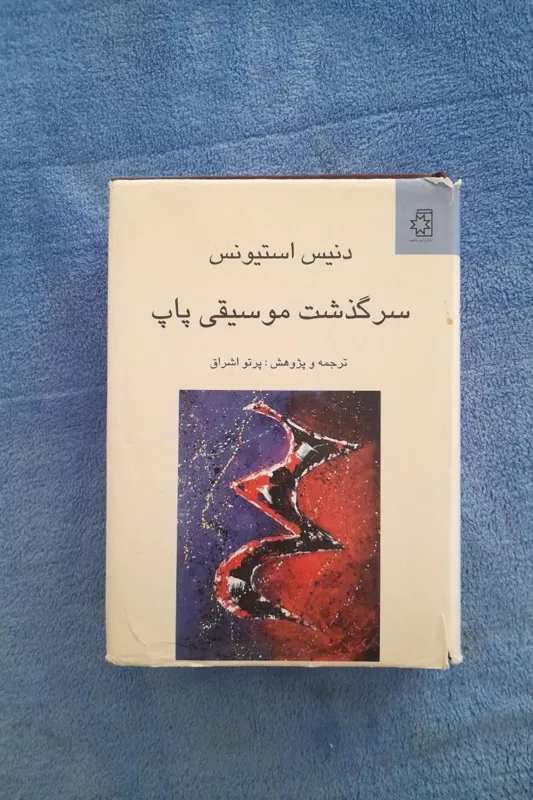 دنیس استیونس
سرگذشت موسیقی پاپ
ترجمه و پژوهش : پرتو اشراق